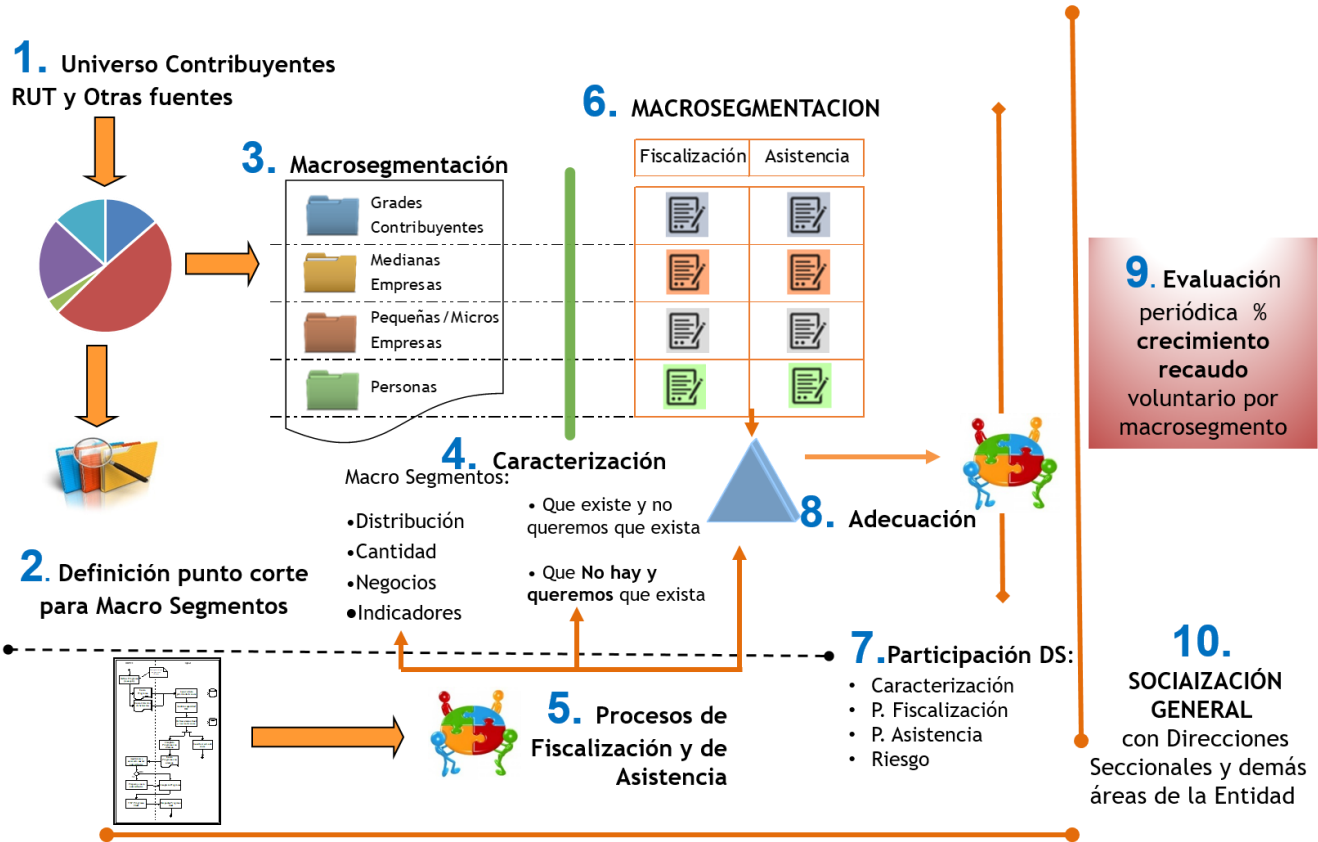 1. Universo Contribuyentes
RUT y Otras fuentes
2. Definición punto corte
para Macro Segmentos
3. Macrosegmentación
Grades
Contribuyentes
Medianas
Empresas
Pequeñas/Micros
Empresas
Personas
4. Caracterización
Macro Segmentos:
•Distribución
•Cantidad
•Negocios
•Indicadores
• Que existe y no
queremos que exista
• Que No hay y
queremos que exista
5. Procesos de
Fiscalización y de
Asistencia
6. MACROSEGMENTACION
Fiscalización Asistencia
7.Participación DS:
• Caracterización
• P. Fiscalización
• P. Asistencia
• Riesgo
8. Adecuación
9. Evaluación
periódica %
crecimiento
recaudo
voluntario por
macrosegmento
10.
SOCIAIZACIÓN
GENERAL
con Direcciones
Seccionales y demás
áreas de la Entidad